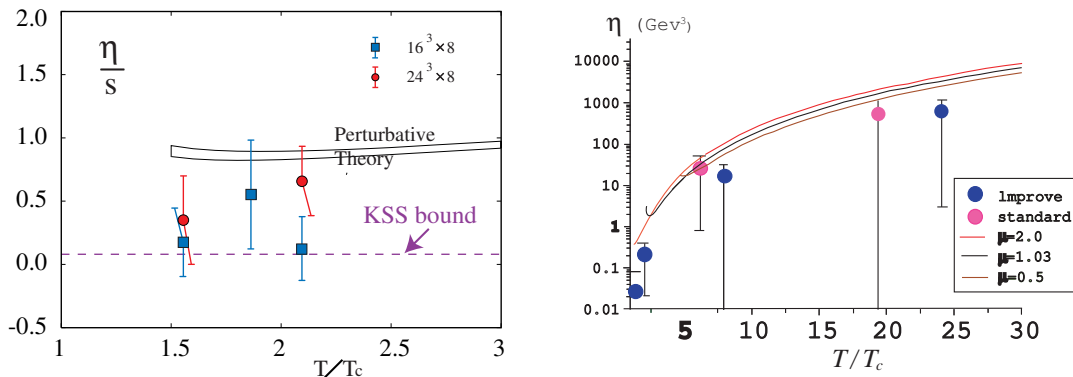 2.0
1.5
1.0
0.5
0.0
-0.5
η
s
16³×8
24³×8
Perturbative
Theory
KSS bound
1
1.5
2
2.5
3
T/Tc
η (Gev³)
10000
1000
100
10
1
0.1
0.01
Improve
standard
μ=2.0
μ=1.03
μ=0.5
5
10
15
20
25
30
T/Tc